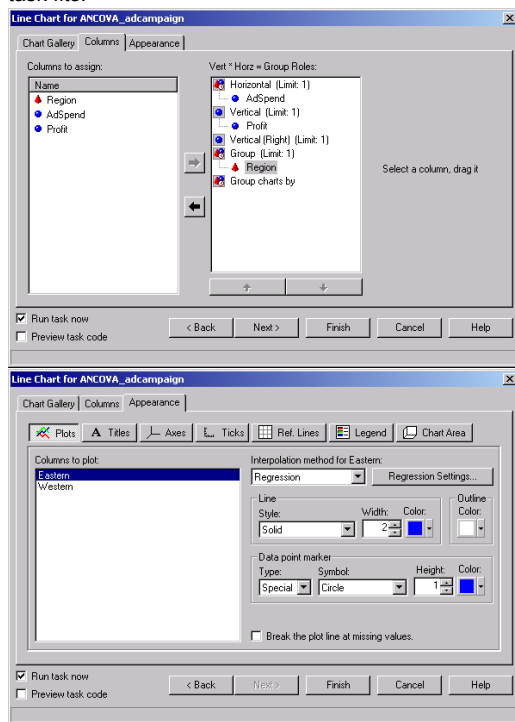 Line Chart for ANCOVA_adcampaign
Chart Gallery Columns Appearance
Columns to assign:
Name
Region
AdSpend
Profit
Vert * Horz = Group Roles:
Horizontal (Limit: 1)
AdSpend
Vertical (Limit: 1)
Profit
Vertical (Right) (Limit: 1)
Group (Limit: 1)
Region
Group charts by
Select a column, drag it
Run task now
Preview task code
< Back Next > Finish Cancel Help
Line Chart for ANCOVA_adcampaign
Chart Gallery Columns Appearance
Plots Titles Axes Ticks Ref. Lines Legend Chart Area
Columns to plot:
Eastern
Western
Interpolation method for Eastern:
Regression Regression Settings...
Line
Style: Width: Color:
Solid 2
Outline
Color:
Data point marker
Type: Symbol: Height: Color:
Special Circle 1
Break the plot line at missing values.
Run task now
Preview task code
< Back Next > Finish Cancel Help